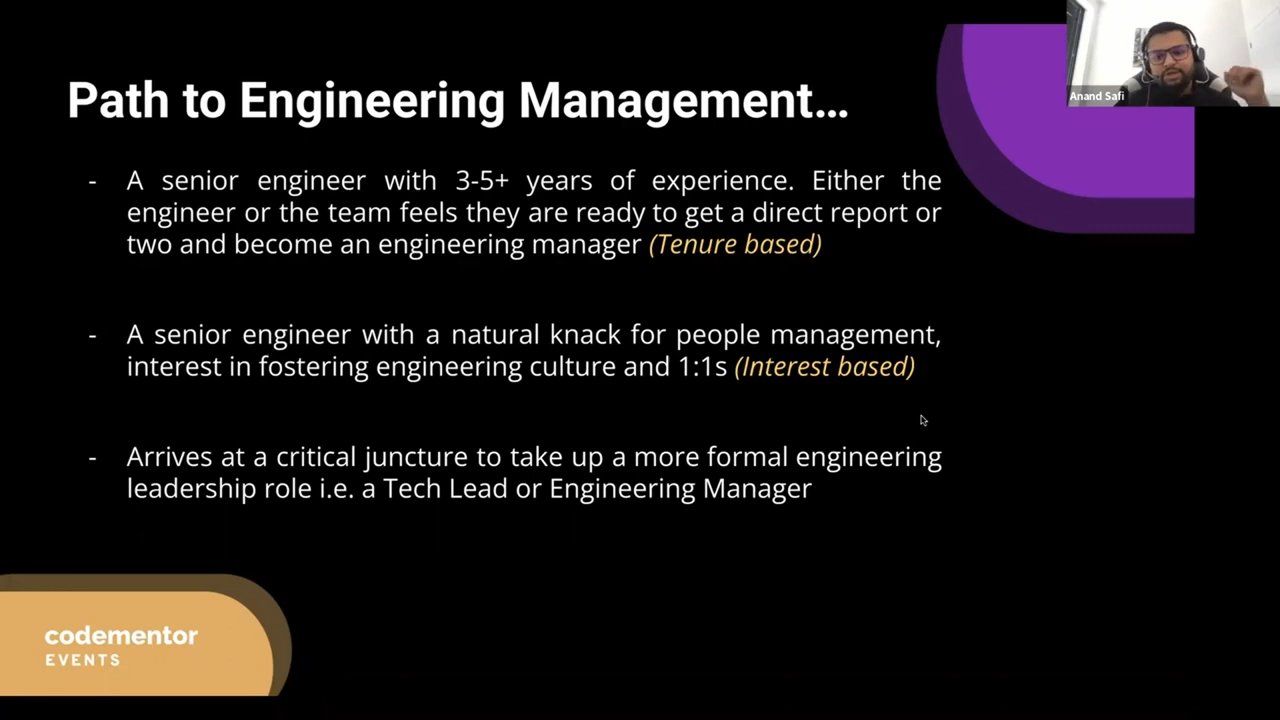 Path to Engineering Management...
Anand Safi
- A senior engineer with 3-5+ years of experience. Either the
engineer or the team feels they are ready to get a direct report or
two and become an engineering manager (Tenure based)
- A senior engineer with a natural knack for people management,
interest in fostering engineering culture and 1:1s (Interest based)
- Arrives at a critical juncture to take up a more formal engineering
leadership role i.e. a Tech Lead or Engineering Manager
codementor
EVENTS